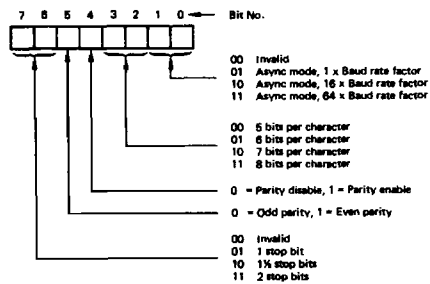 7 6 5 4 3 2 1 0 Bit No.
00 Invalid
01 Async mode, 1 x Baud rate factor
10 Async mode, 16 x Baud rate factor
11 Async mode, 64 x Baud rate factor
00 5 bits per character
01 6 bits per character
10 7 bits per character
11 8 bits per character
0 = Parity disable, 1 = Parity enable
0 = Odd parity, 1 = Even parity
00 Invalid
01 1 stop bit
10 1½ stop bits
11 2 stop bits